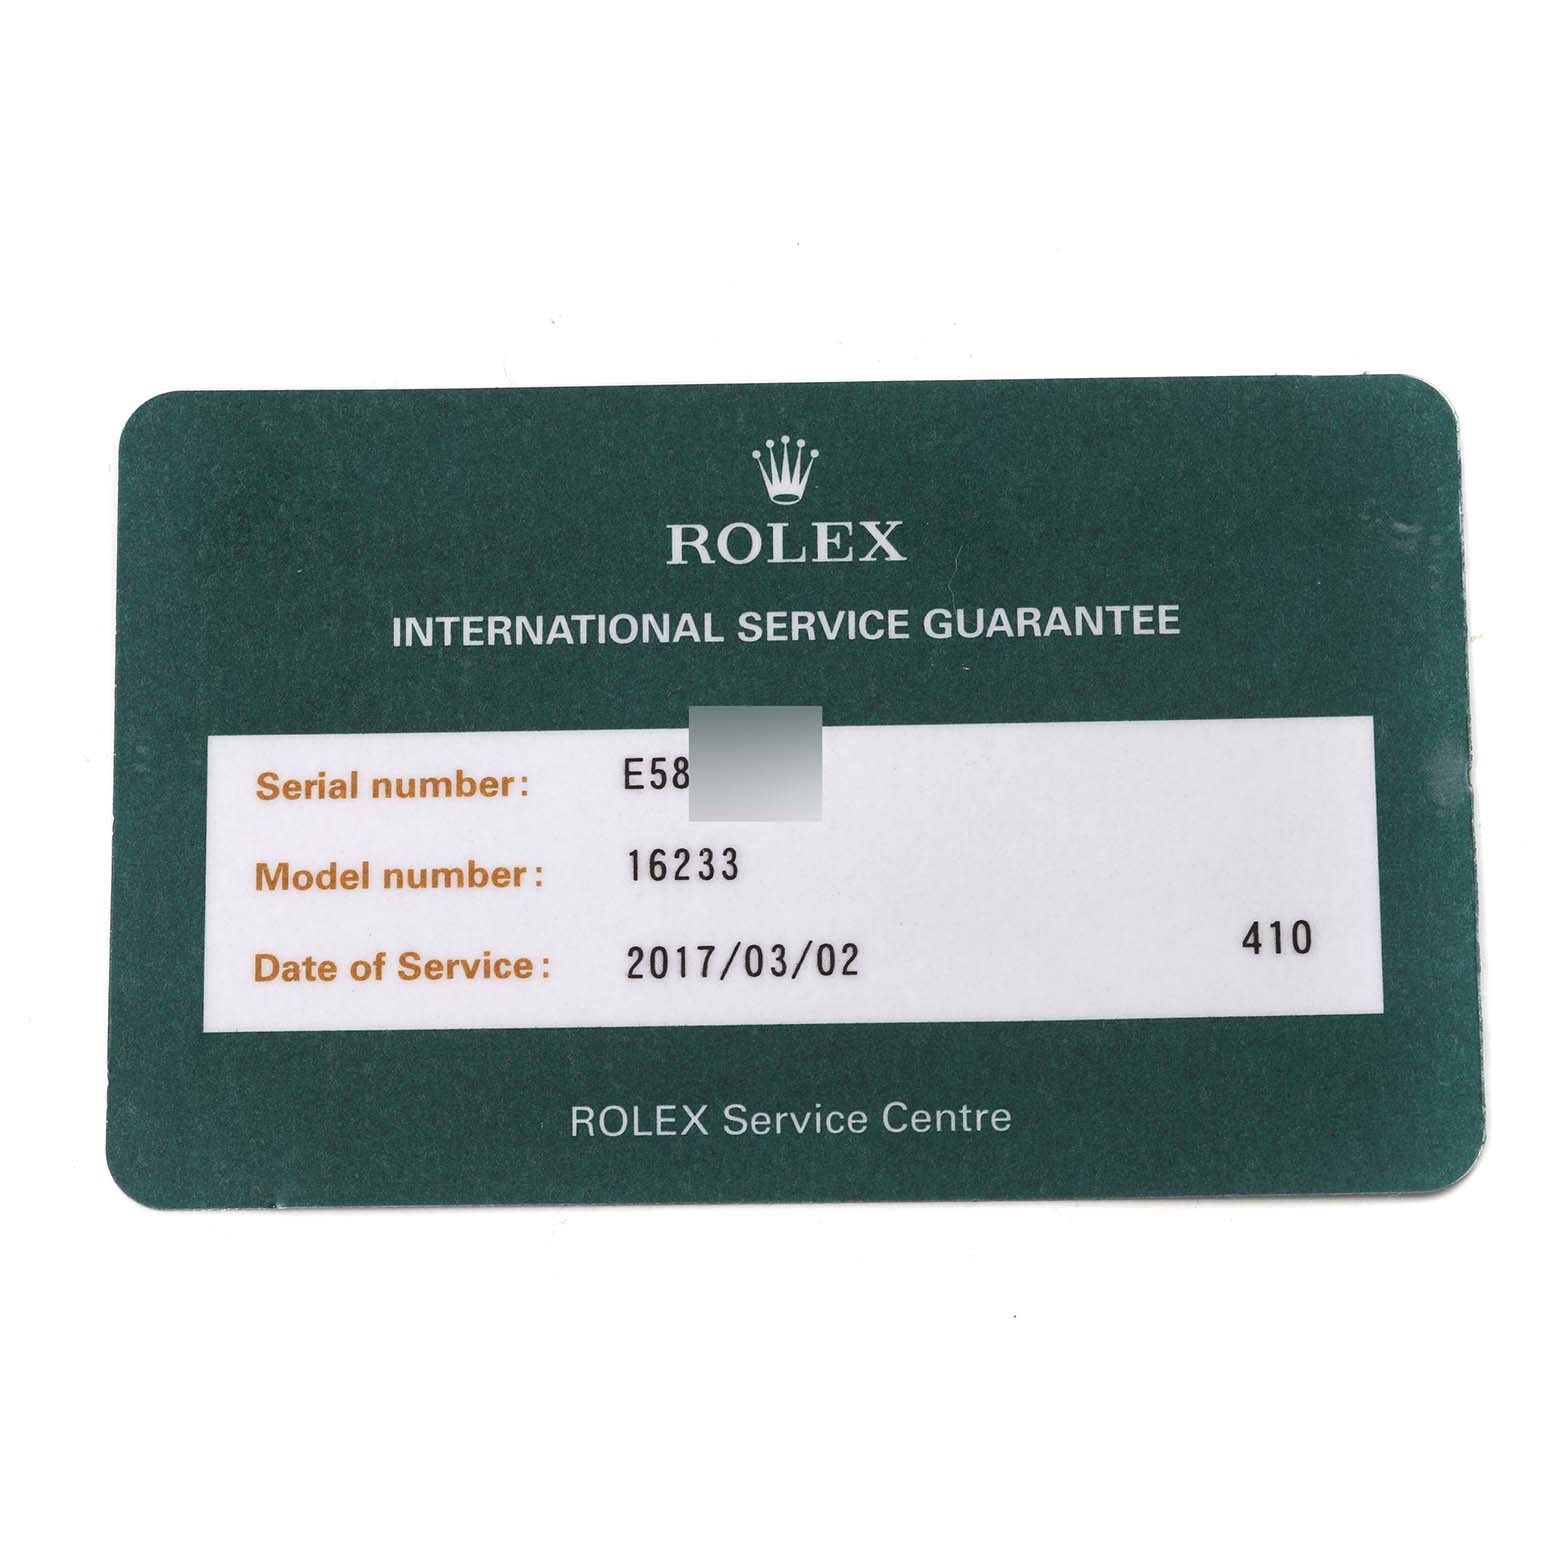 ROLEX
INTERNATIONAL SERVICE GUARANTEE
Serial number: E58
Model number: 16233
Date of Service: 2017/03/02 410
ROLEX Service Centre